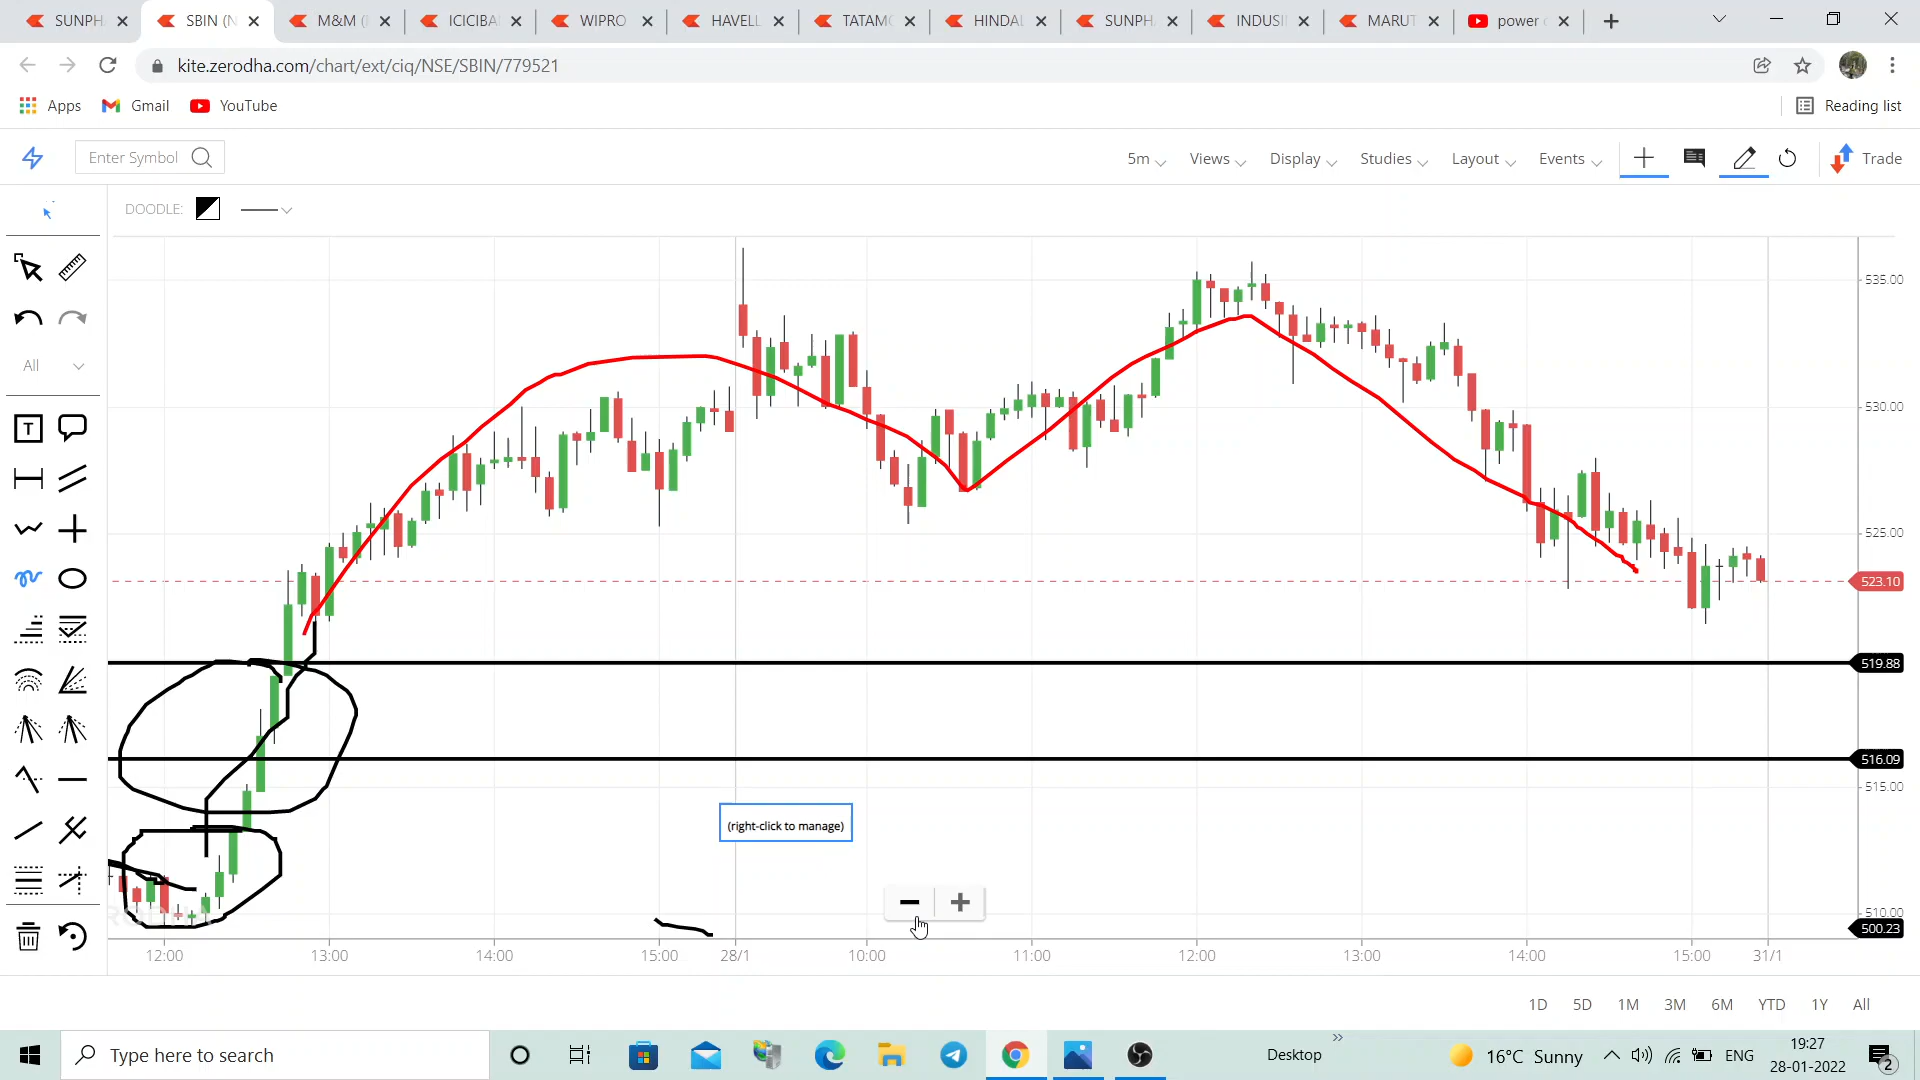 SUNPH
SBIN (N
M&M (
ICICIBA
WIPRO
HAVELL
TATAMO
HINDAL
SUNPH
INDUSI
MARUT
power
kite.zerodha.com/chart/ext/ciq/NSE/SBIN/779521
Apps
Gmail
YouTube
Reading list
Enter Symbol
5m
Views
Display
Studies
Layout
Events
Trade
DOODLE:
All
T
535.00
530.00
525.00
523.10
519.88
516.09
515.00
(right-click to manage)
510.00
500.23
12:00
13:00
14:00
15:00
28/1
10:00
11:00
12:00
13:00
14:00
15:00
31/1
1D
5D
1M
3M
6M
YTD
1Y
All
Type here to search
Desktop
16°C Sunny
ENG
19:27
28-01-2022
2